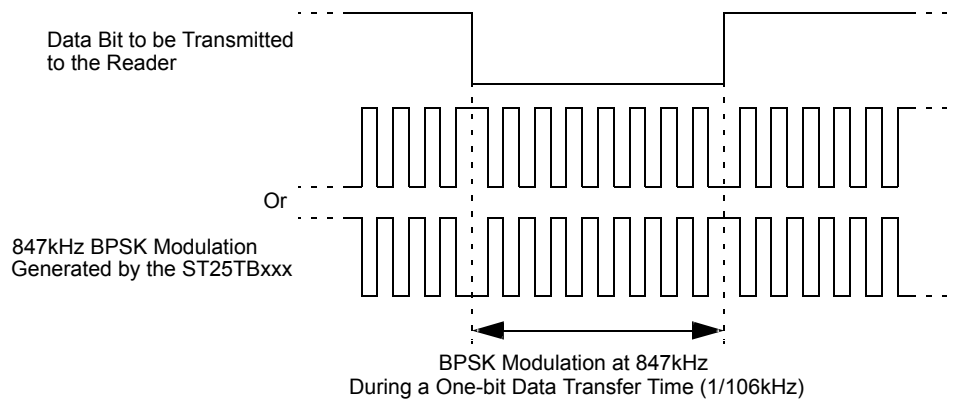 Data Bit to be Transmitted
to the Reader
Or
847kHz BPSK Modulation
Generated by the ST25TBxxx
BPSK Modulation at 847kHz
During a One-bit Data Transfer Time (1/106kHz)